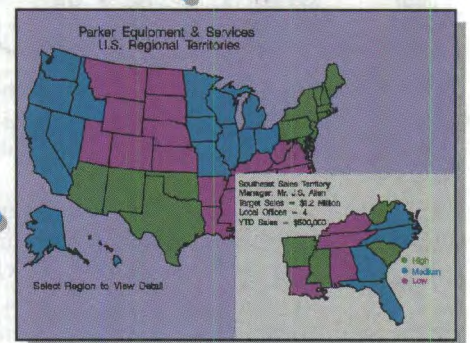 Parker Equipment & Services
U.S. Regional Territories
Southeast Sales Territory
Manager: Mr. J.S. Allen
Target Sales = $1.2 Million
Local Offices = 4
YTD Sales = $500,000
High
Medium
Low
Select Region to View Detail